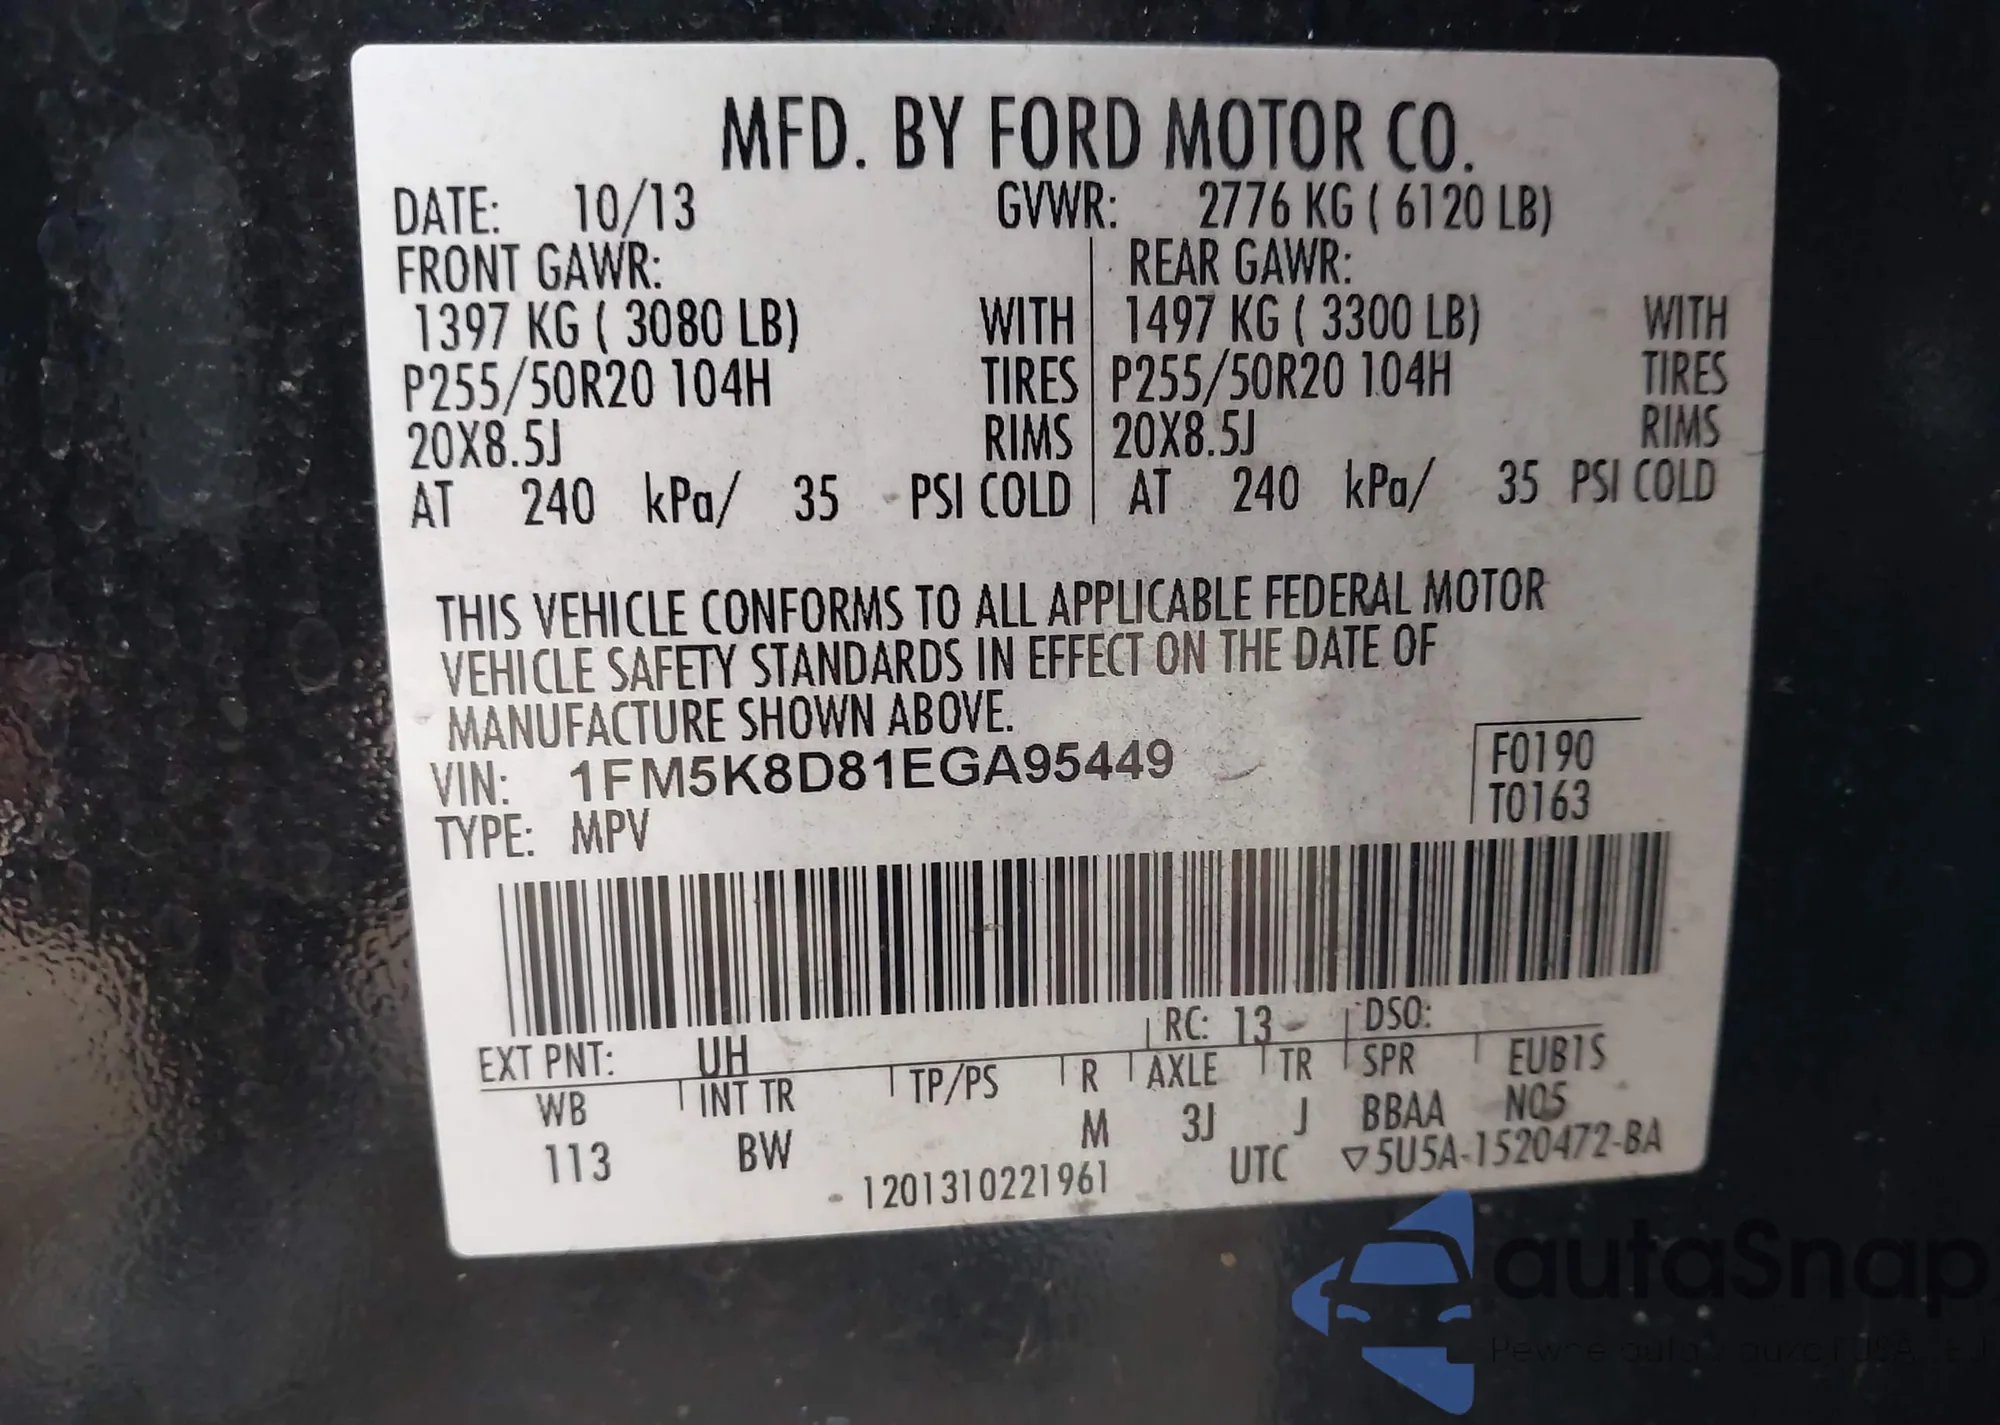 MFD. BY FORD MOTOR CO.
DATE: 10/13 GVWR: 2776 KG ( 6120 LB)
FRONT GAWR: REAR GAWR:
1397 KG ( 3080 LB) WITH 1497 KG ( 3300 LB) WITH
P255/50R20 104H TIRES P255/50R20 104H TIRES
20X8.5J RIMS 20X8.5J RIMS
AT 240 kPa/ 35 PSI COLD AT 240 kPa/ 35 PSI COLD
THIS VEHICLE CONFORMS TO ALL APPLICABLE FEDERAL MOTOR
VEHICLE SAFETY STANDARDS IN EFFECT ON THE DATE OF
MANUFACTURE SHOWN ABOVE.
VIN: 1FM5K8D81EGA95449 F0190
TYPE: MPV T0163
EXT PNT: UH RC: 13 DSO:
WB INT TR TP/PS R AXLE TR SPR EUB1S
113 BW M 3J J BBAA N05
1201310221961 UTC ▽5U5A-1520472-BA
autaSnap